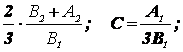 2/3 · (B₂ + A₂)/B₁ ; C = A₁/3B₁